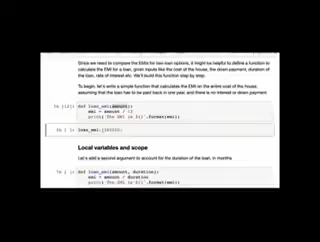 Since we need to compare the EMIs for two loan options, it might be helpful to define a function to
calculate the EMI for a loan, given inputs like the cost of the house, the down payment, duration of
the loan, rate of interest etc. We'll build this function step by step.
To begin, let's write a simple function that calculates the EMI on the entire cost of the house,
assuming that the loan has to be paid back in one year, and there is no interest or down payment
def loan_emi(amount):
emi = amount / 12
print('The EMI is ${}'.format(emi))
loan_emi(
Local variables and scope
Let's add a second argument to account for the duration of the loan, in months
def loan_emi(amount, duration):
emi = amount / duration
print('The EMI is ${}'.format(emi))